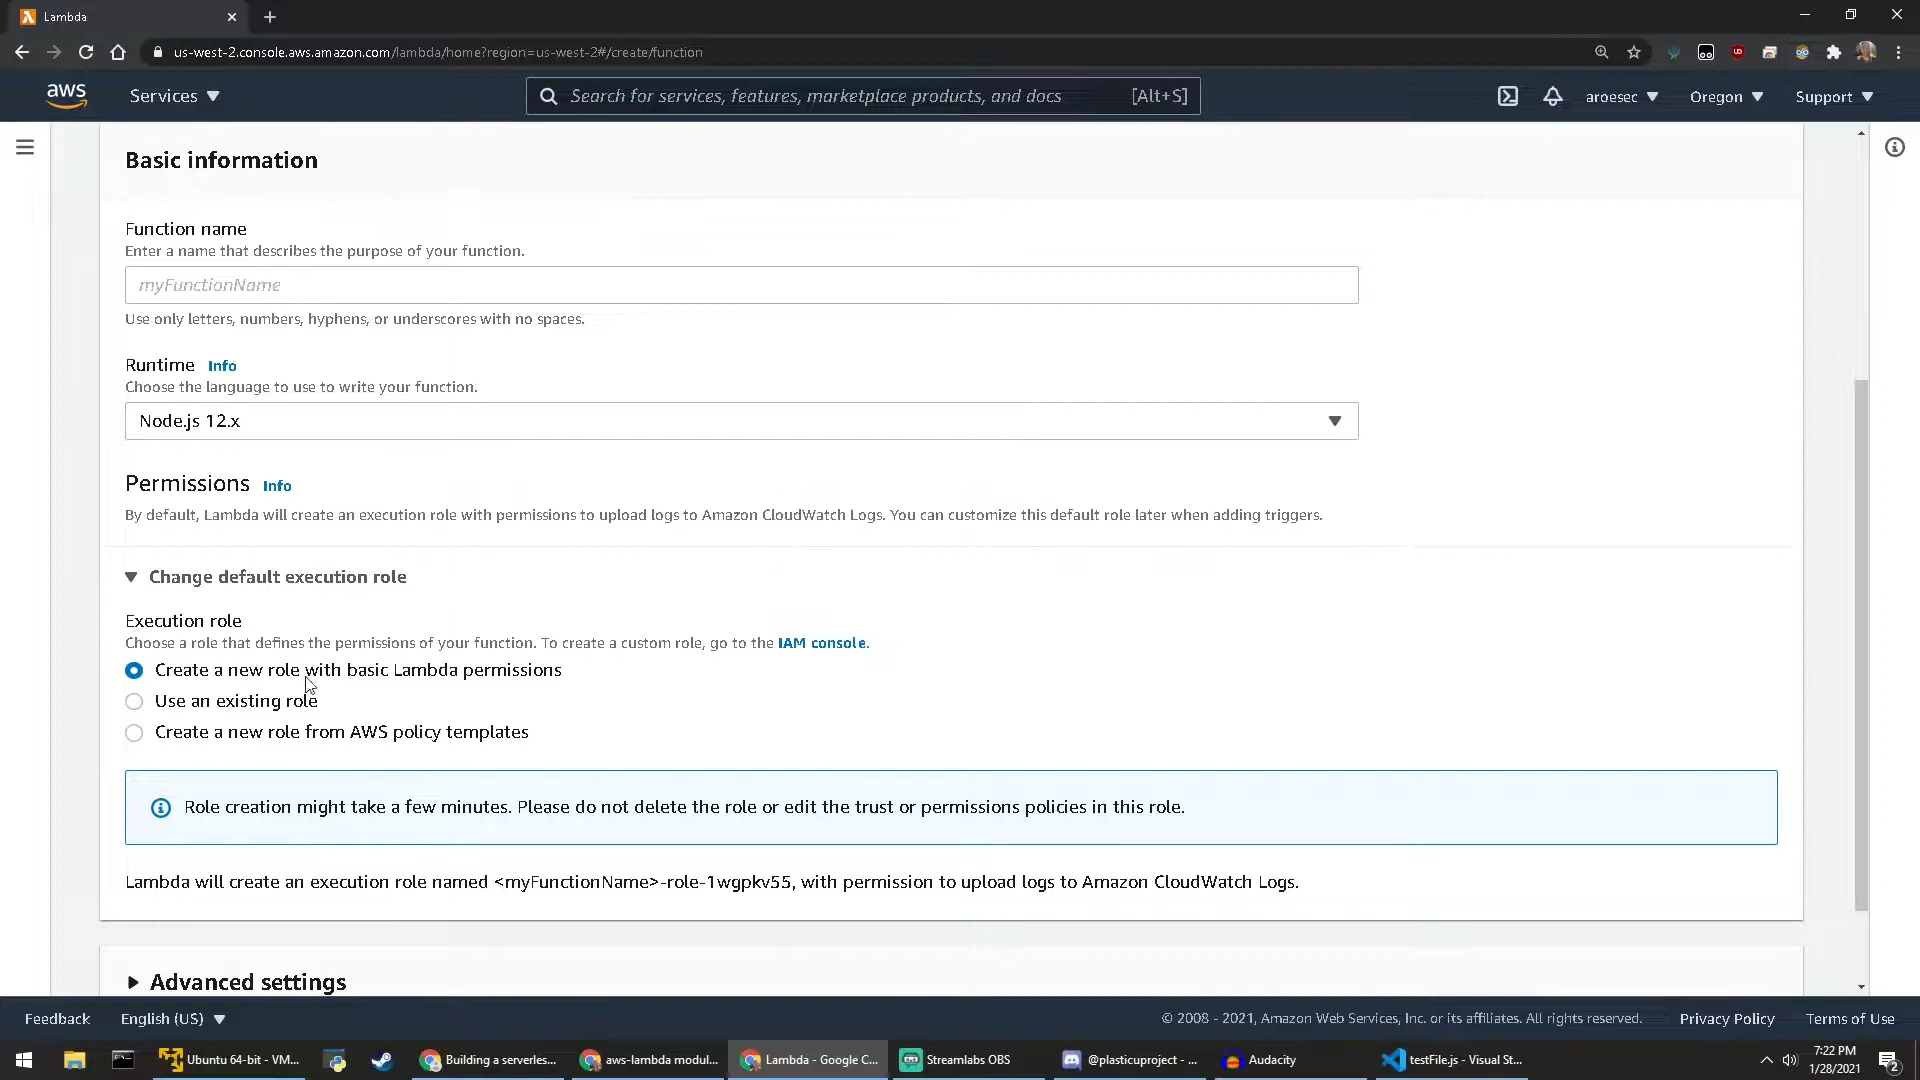 Lambda
us-west-2.console.aws.amazon.com/lambda/home?region=us-west-2#/create/function
aws
Services
Search for services, features, marketplace products, and docs
[Alt+S]
aroesec
Oregon
Support
Basic information
Function name
Enter a name that describes the purpose of your function.
myFunctionName
Use only letters, numbers, hyphens, or underscores with no spaces.
Runtime Info
Choose the language to use to write your function.
Node.js 12.x
Permissions Info
By default, Lambda will create an execution role with permissions to upload logs to Amazon CloudWatch Logs. You can customize this default role later when adding triggers.
Change default execution role
Execution role
Choose a role that defines the permissions of your function. To create a custom role, go to the IAM console.
Create a new role with basic Lambda permissions
Use an existing role
Create a new role from AWS policy templates
Role creation might take a few minutes. Please do not delete the role or edit the trust or permissions policies in this role.
Lambda will create an execution role named <myFunctionName>-role-1wgpkv55, with permission to upload logs to Amazon CloudWatch Logs.
Advanced settings
Feedback
English (US)
© 2008 - 2021, Amazon Web Services, Inc. or its affiliates. All rights reserved.
Privacy Policy
Terms of Use
Ubuntu 64-bit - VM...
Building a serverles...
aws-lambda modul...
Lambda - Google C...
Streamlabs OBS
@plasticuproject - ...
Audacity
testFile.js - Visual St...
7:22 PM
1/28/2021
2